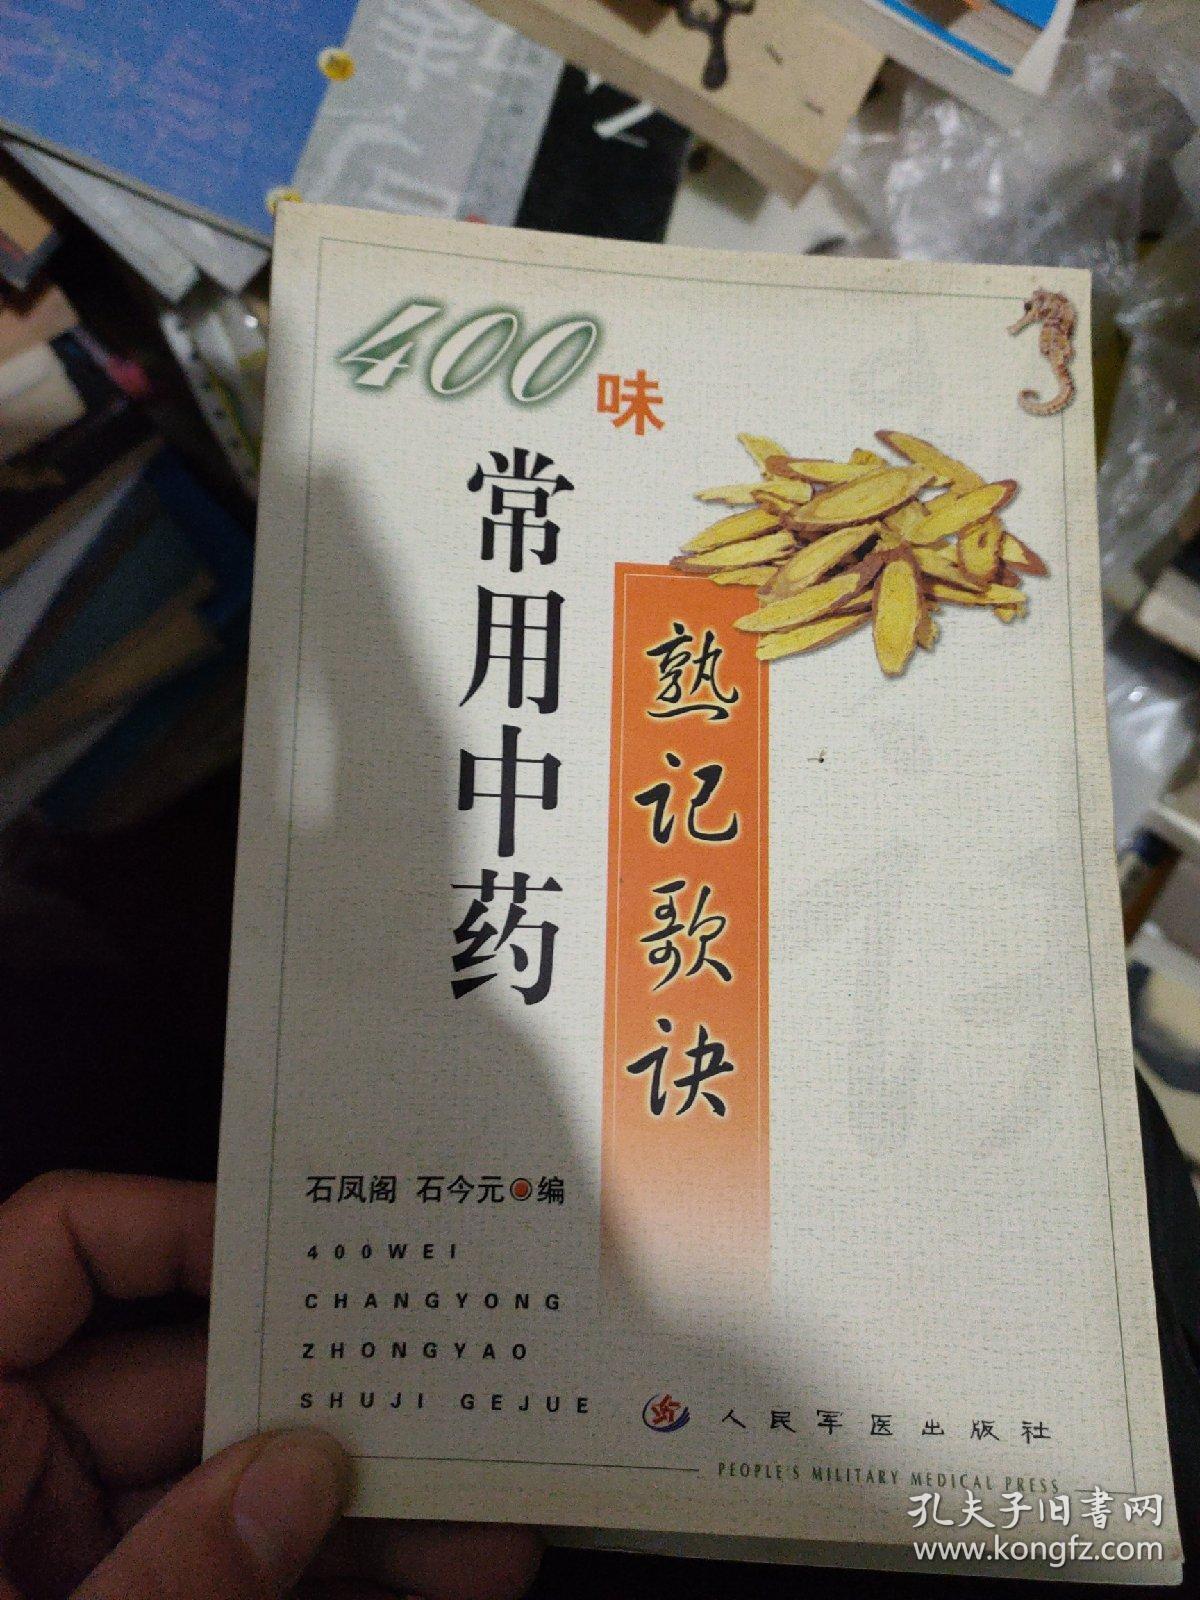 400味
常用中药
熟记歌诀
石凤阁 石今元 编
400WEI
CHANGYONG
ZHONGYAO
SHUJI GEJUE
人民军医出版社
PEOPLE'S MILITARY MEDICAL PRESS
孔夫子旧书网
www.kongfz.com